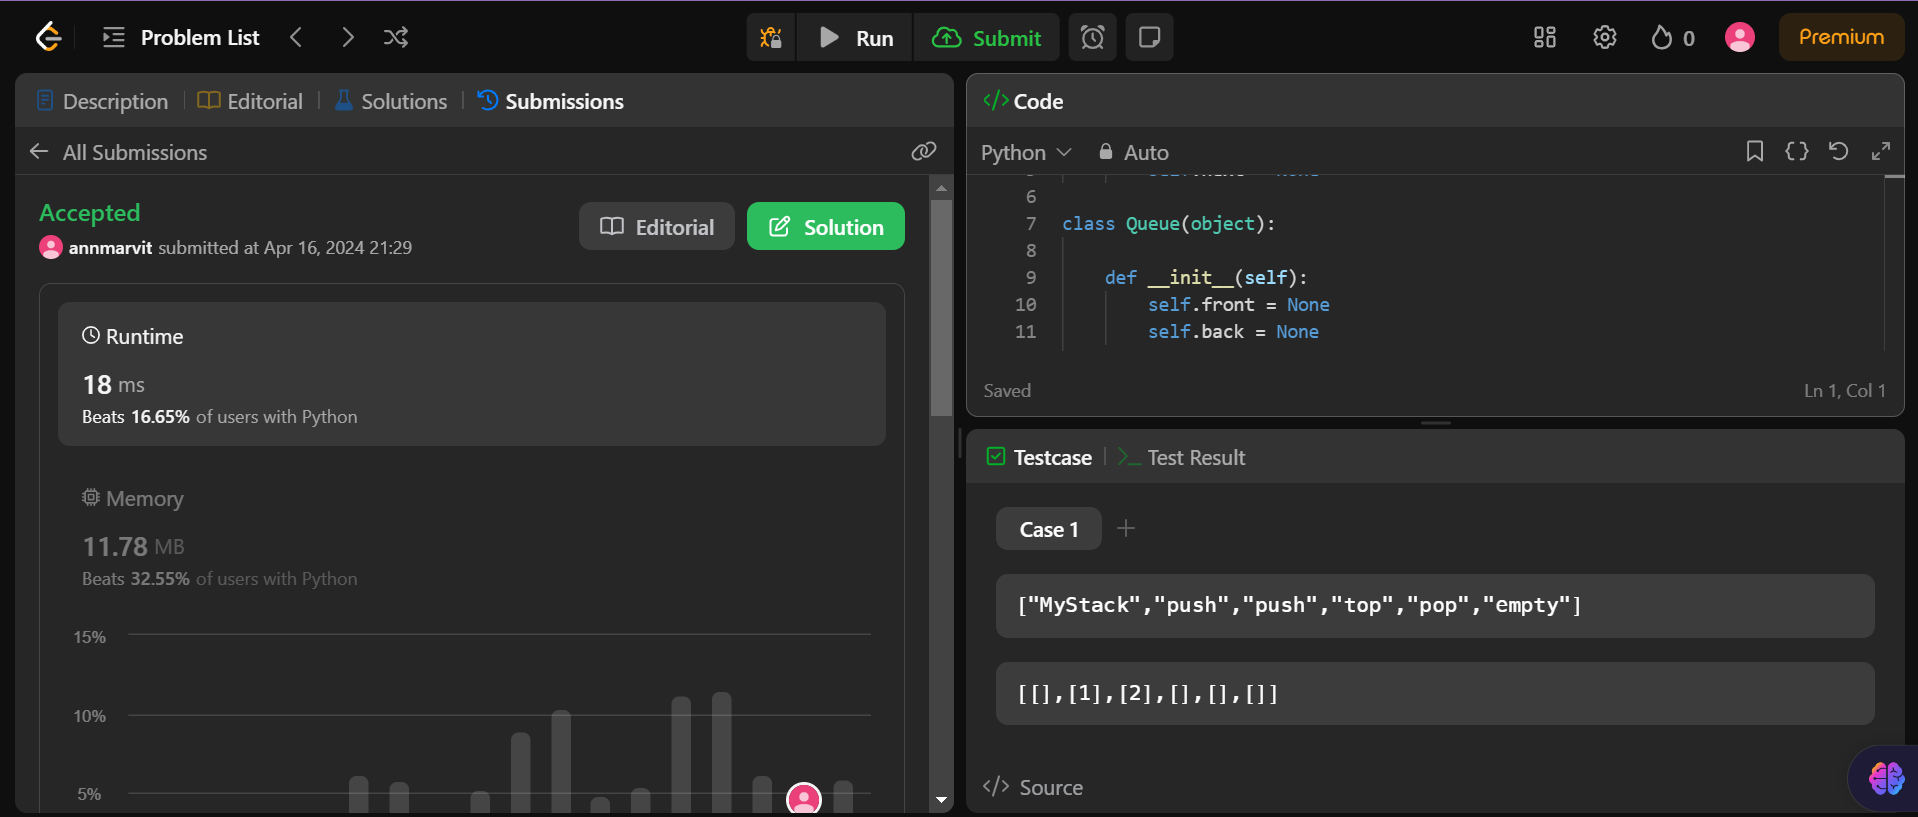 Problem List
Run
Submit
0
Premium
Description
Editorial
Solutions
Submissions
All Submissions
Accepted
annmarvit submitted at Apr 16, 2024 21:29
Editorial
Solution
Runtime
18 ms
Beats 16.65% of users with Python
Memory
11.78 MB
Beats 32.55% of users with Python
15%
10%
5%
</> Code
Python
Auto
6
7 class Queue(object):
8
9 def __init__(self):
10 self.front = None
11 self.back = None
Saved
Ln 1, Col 1
Testcase
>_ Test Result
Case 1 +
["MyStack","push","push","top","pop","empty"]
[[],[1],[2],[],[],[]]
</> Source